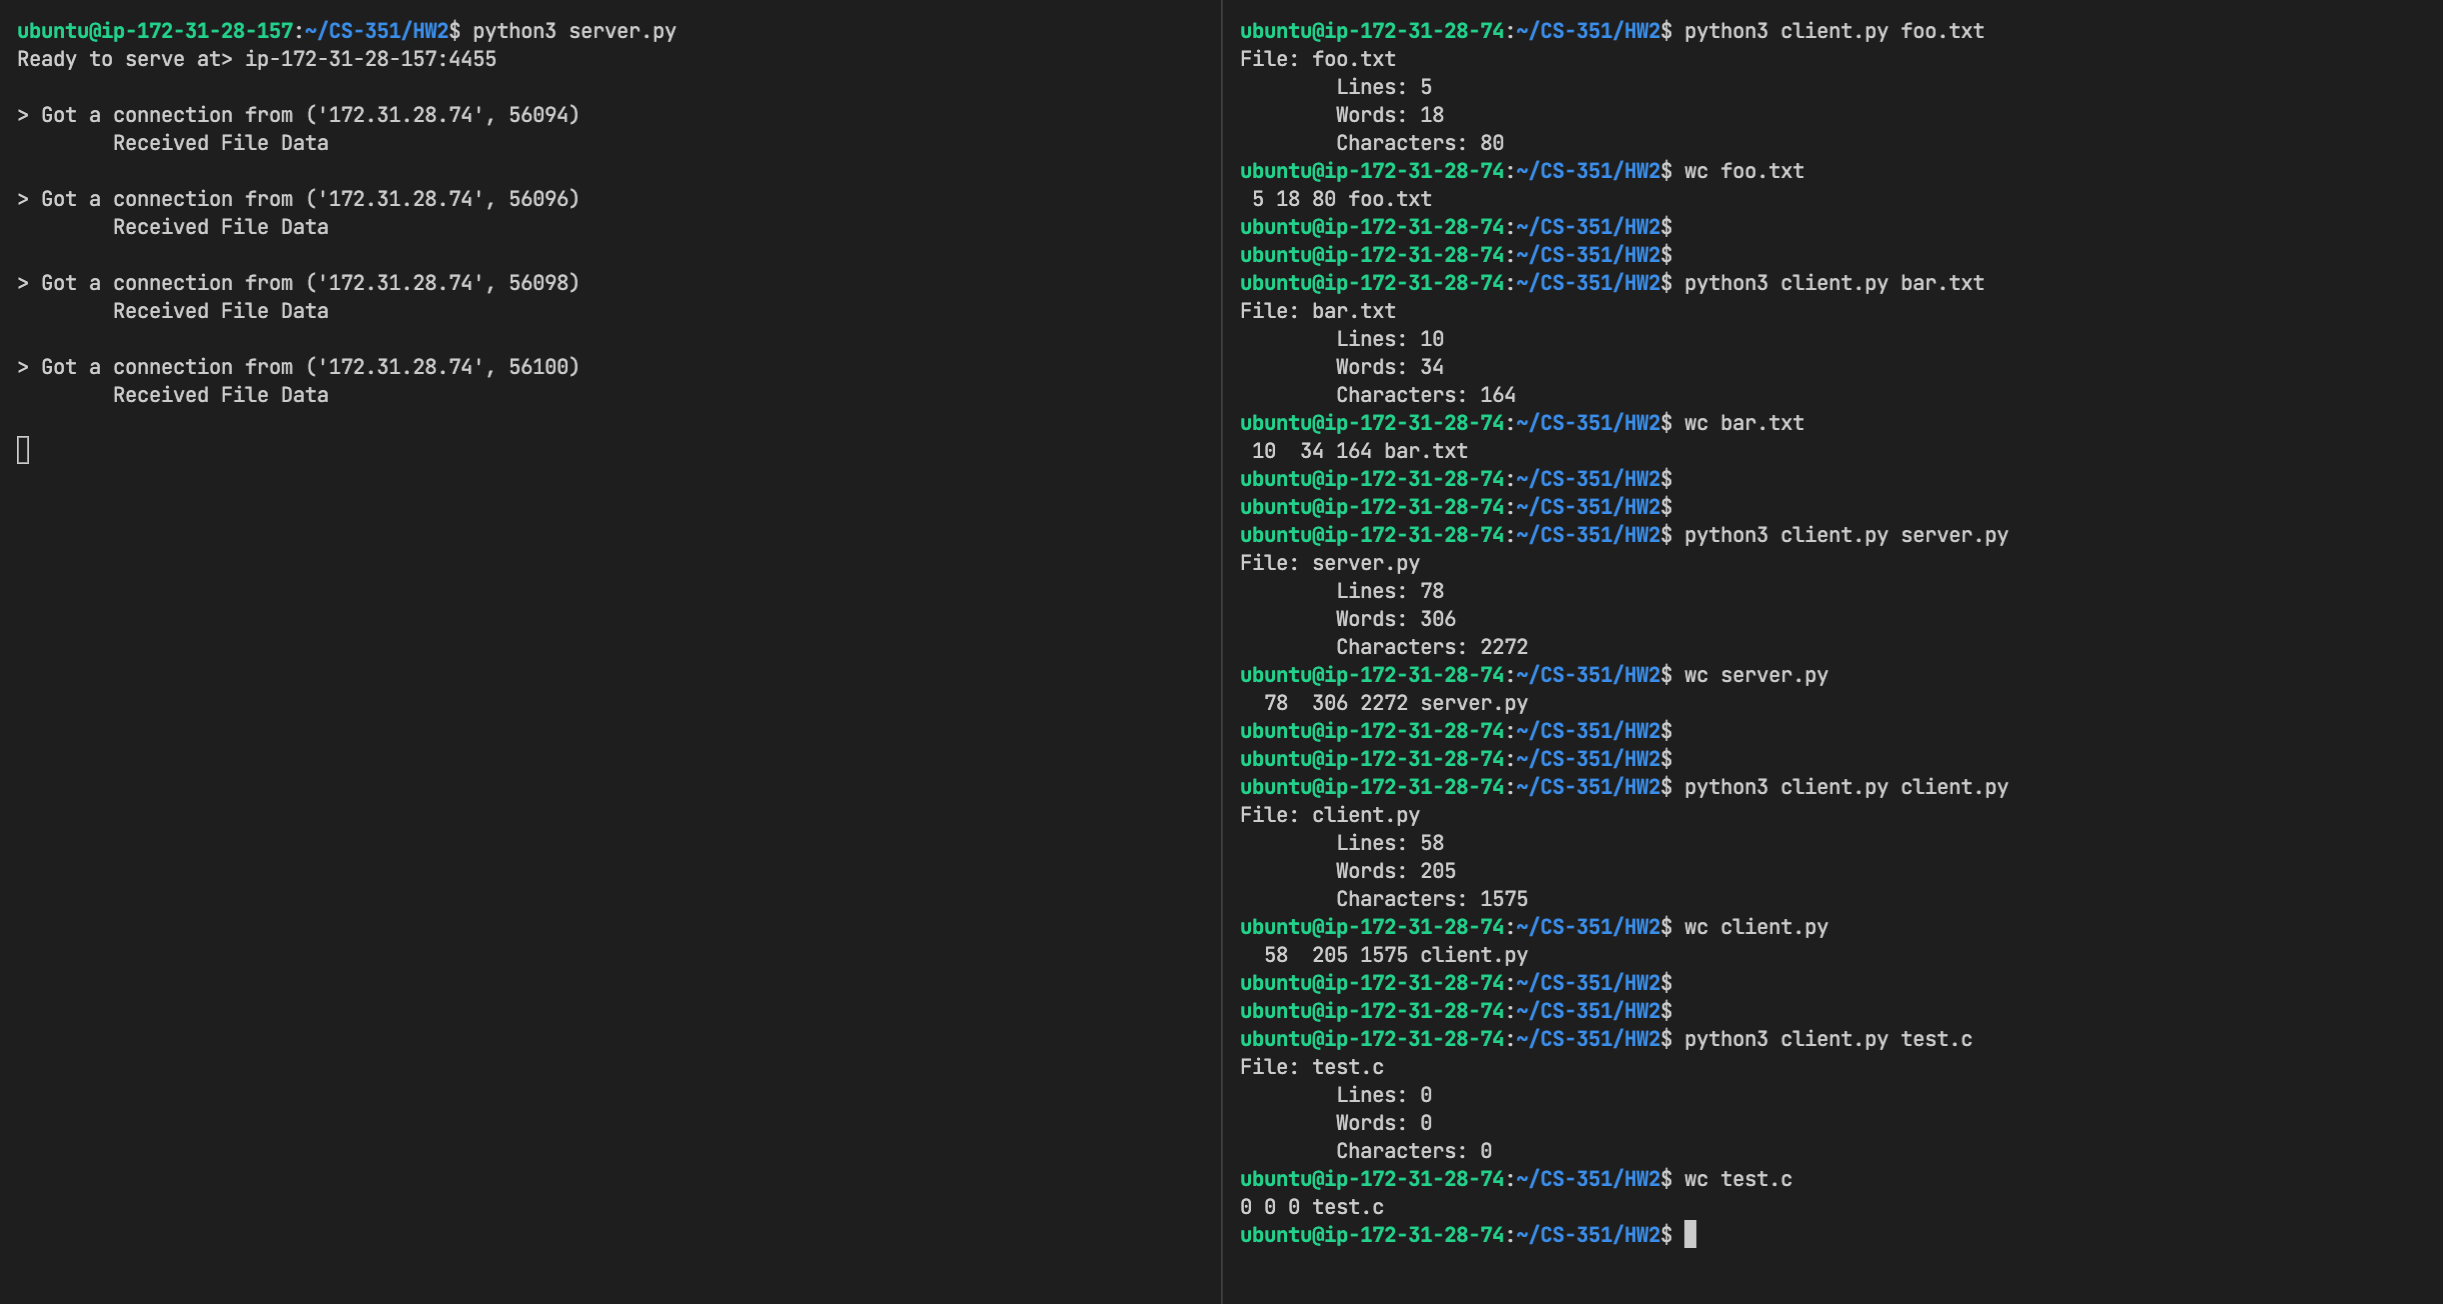 ubuntu@ip-172-31-28-157:~/CS-351/HW2$ python3 server.py
Ready to serve at> ip-172-31-28-157:4455
> Got a connection from ('172.31.28.74', 56094)
Received File Data
> Got a connection from ('172.31.28.74', 56096)
Received File Data
> Got a connection from ('172.31.28.74', 56098)
Received File Data
> Got a connection from ('172.31.28.74', 56100)
Received File Data
ubuntu@ip-172-31-28-74:~/CS-351/HW2$ python3 client.py foo.txt
File: foo.txt
Lines: 5
Words: 18
Characters: 80
ubuntu@ip-172-31-28-74:~/CS-351/HW2$ wc foo.txt
5 18 80 foo.txt
ubuntu@ip-172-31-28-74:~/CS-351/HW2$
ubuntu@ip-172-31-28-74:~/CS-351/HW2$
ubuntu@ip-172-31-28-74:~/CS-351/HW2$ python3 client.py bar.txt
File: bar.txt
Lines: 10
Words: 34
Characters: 164
ubuntu@ip-172-31-28-74:~/CS-351/HW2$ wc bar.txt
10  34 164 bar.txt
ubuntu@ip-172-31-28-74:~/CS-351/HW2$
ubuntu@ip-172-31-28-74:~/CS-351/HW2$
ubuntu@ip-172-31-28-74:~/CS-351/HW2$ python3 client.py server.py
File: server.py
Lines: 78
Words: 306
Characters: 2272
ubuntu@ip-172-31-28-74:~/CS-351/HW2$ wc server.py
78  306 2272 server.py
ubuntu@ip-172-31-28-74:~/CS-351/HW2$
ubuntu@ip-172-31-28-74:~/CS-351/HW2$
ubuntu@ip-172-31-28-74:~/CS-351/HW2$ python3 client.py client.py
File: client.py
Lines: 58
Words: 205
Characters: 1575
ubuntu@ip-172-31-28-74:~/CS-351/HW2$ wc client.py
58  205 1575 client.py
ubuntu@ip-172-31-28-74:~/CS-351/HW2$
ubuntu@ip-172-31-28-74:~/CS-351/HW2$
ubuntu@ip-172-31-28-74:~/CS-351/HW2$ python3 client.py test.c
File: test.c
Lines: 0
Words: 0
Characters: 0
ubuntu@ip-172-31-28-74:~/CS-351/HW2$ wc test.c
0 0 0 test.c
ubuntu@ip-172-31-28-74:~/CS-351/HW2$